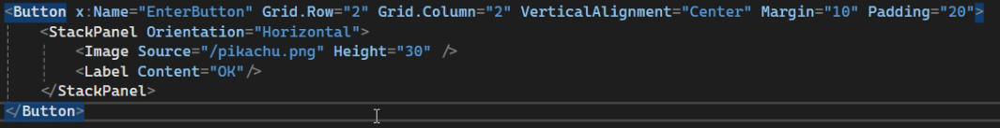 <Button x:Name="EnterButton" Grid.Row="2" Grid.Column="2" VerticalAlignment="Center" Margin="10" Padding="20">
<StackPanel Orientation="Horizontal">
<Image Source="/pikachu.png" Height="30" />
<Label Content="OK"/>
</StackPanel>
</Button>